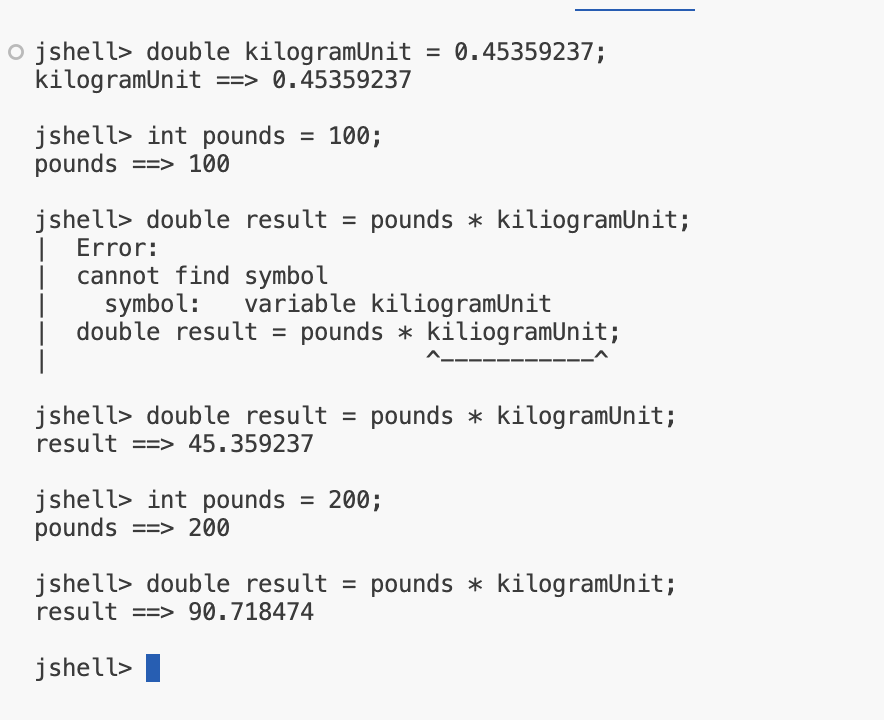 jshell> double kilogramUnit = 0.45359237;
kilogramUnit ==> 0.45359237
jshell> int pounds = 100;
pounds ==> 100
jshell> double result = pounds * kiliogramUnit;
|  Error:
|  cannot find symbol
|    symbol:   variable kiliogramUnit
|  double result = pounds * kiliogramUnit;
|                           ^-----------^
jshell> double result = pounds * kilogramUnit;
result ==> 45.359237
jshell> int pounds = 200;
pounds ==> 200
jshell> double result = pounds * kilogramUnit;
result ==> 90.718474
jshell>